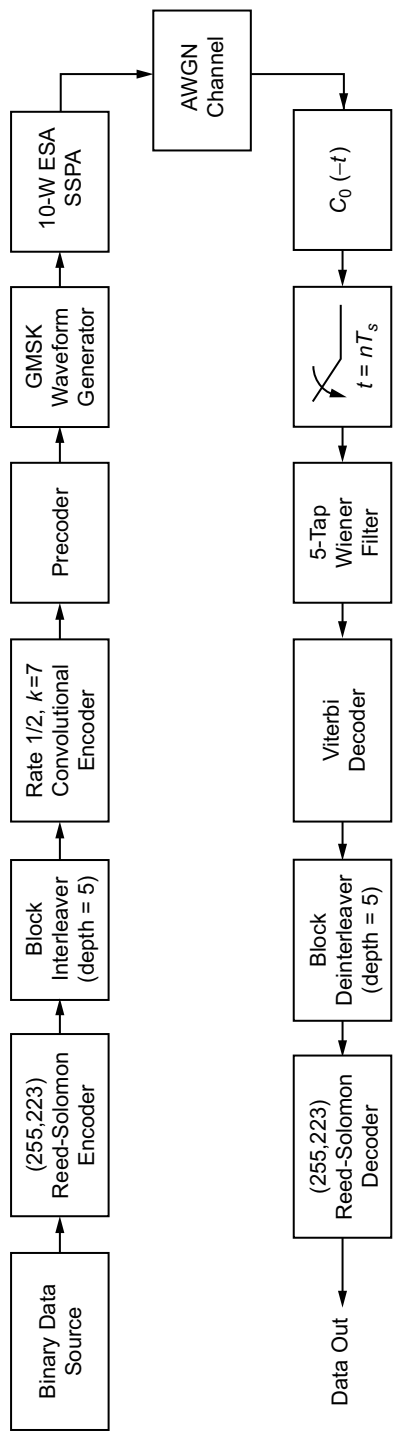 Binary Data
Source
(255,223)
Reed-Solomon
Encoder
Block
Interleaver
(depth = 5)
Rate 1/2, k=7
Convolutional
Encoder
Precoder
GMSK
Waveform
Generator
10-W ESA
SSPA
AWGN
Channel
C0 (–t)
t = nTs
5-Tap
Wiener
Filter
Viterbi
Decoder
Block
Deinterleaver
(depth = 5)
(255,223)
Reed-Solomon
Decoder
Data Out